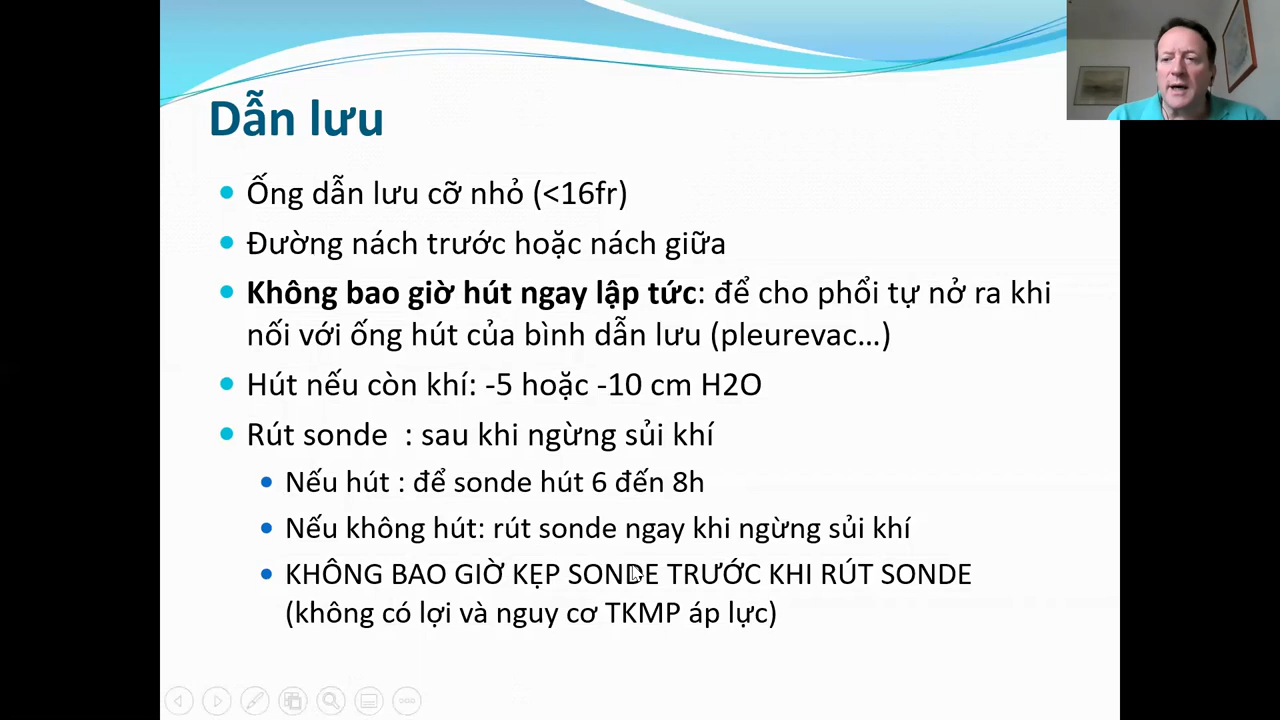 Dẫn lưu
Ống dẫn lưu cỡ nhỏ (<16fr)
Đường nách trước hoặc nách giữa
Không bao giờ hút ngay lập tức: để cho phổi tự nở ra khi
nối với ống hút của bình dẫn lưu (pleurevac...)
Hút nếu còn khí: -5 hoặc -10 cm H2O
Rút sonde : sau khi ngừng sủi khí
Nếu hút : để sonde hút 6 đến 8h
Nếu không hút: rút sonde ngay khi ngừng sủi khí
KHÔNG BAO GIỜ KẸP SONDE TRƯỚC KHI RÚT SONDE
(không có lợi và nguy cơ TKMP áp lực)